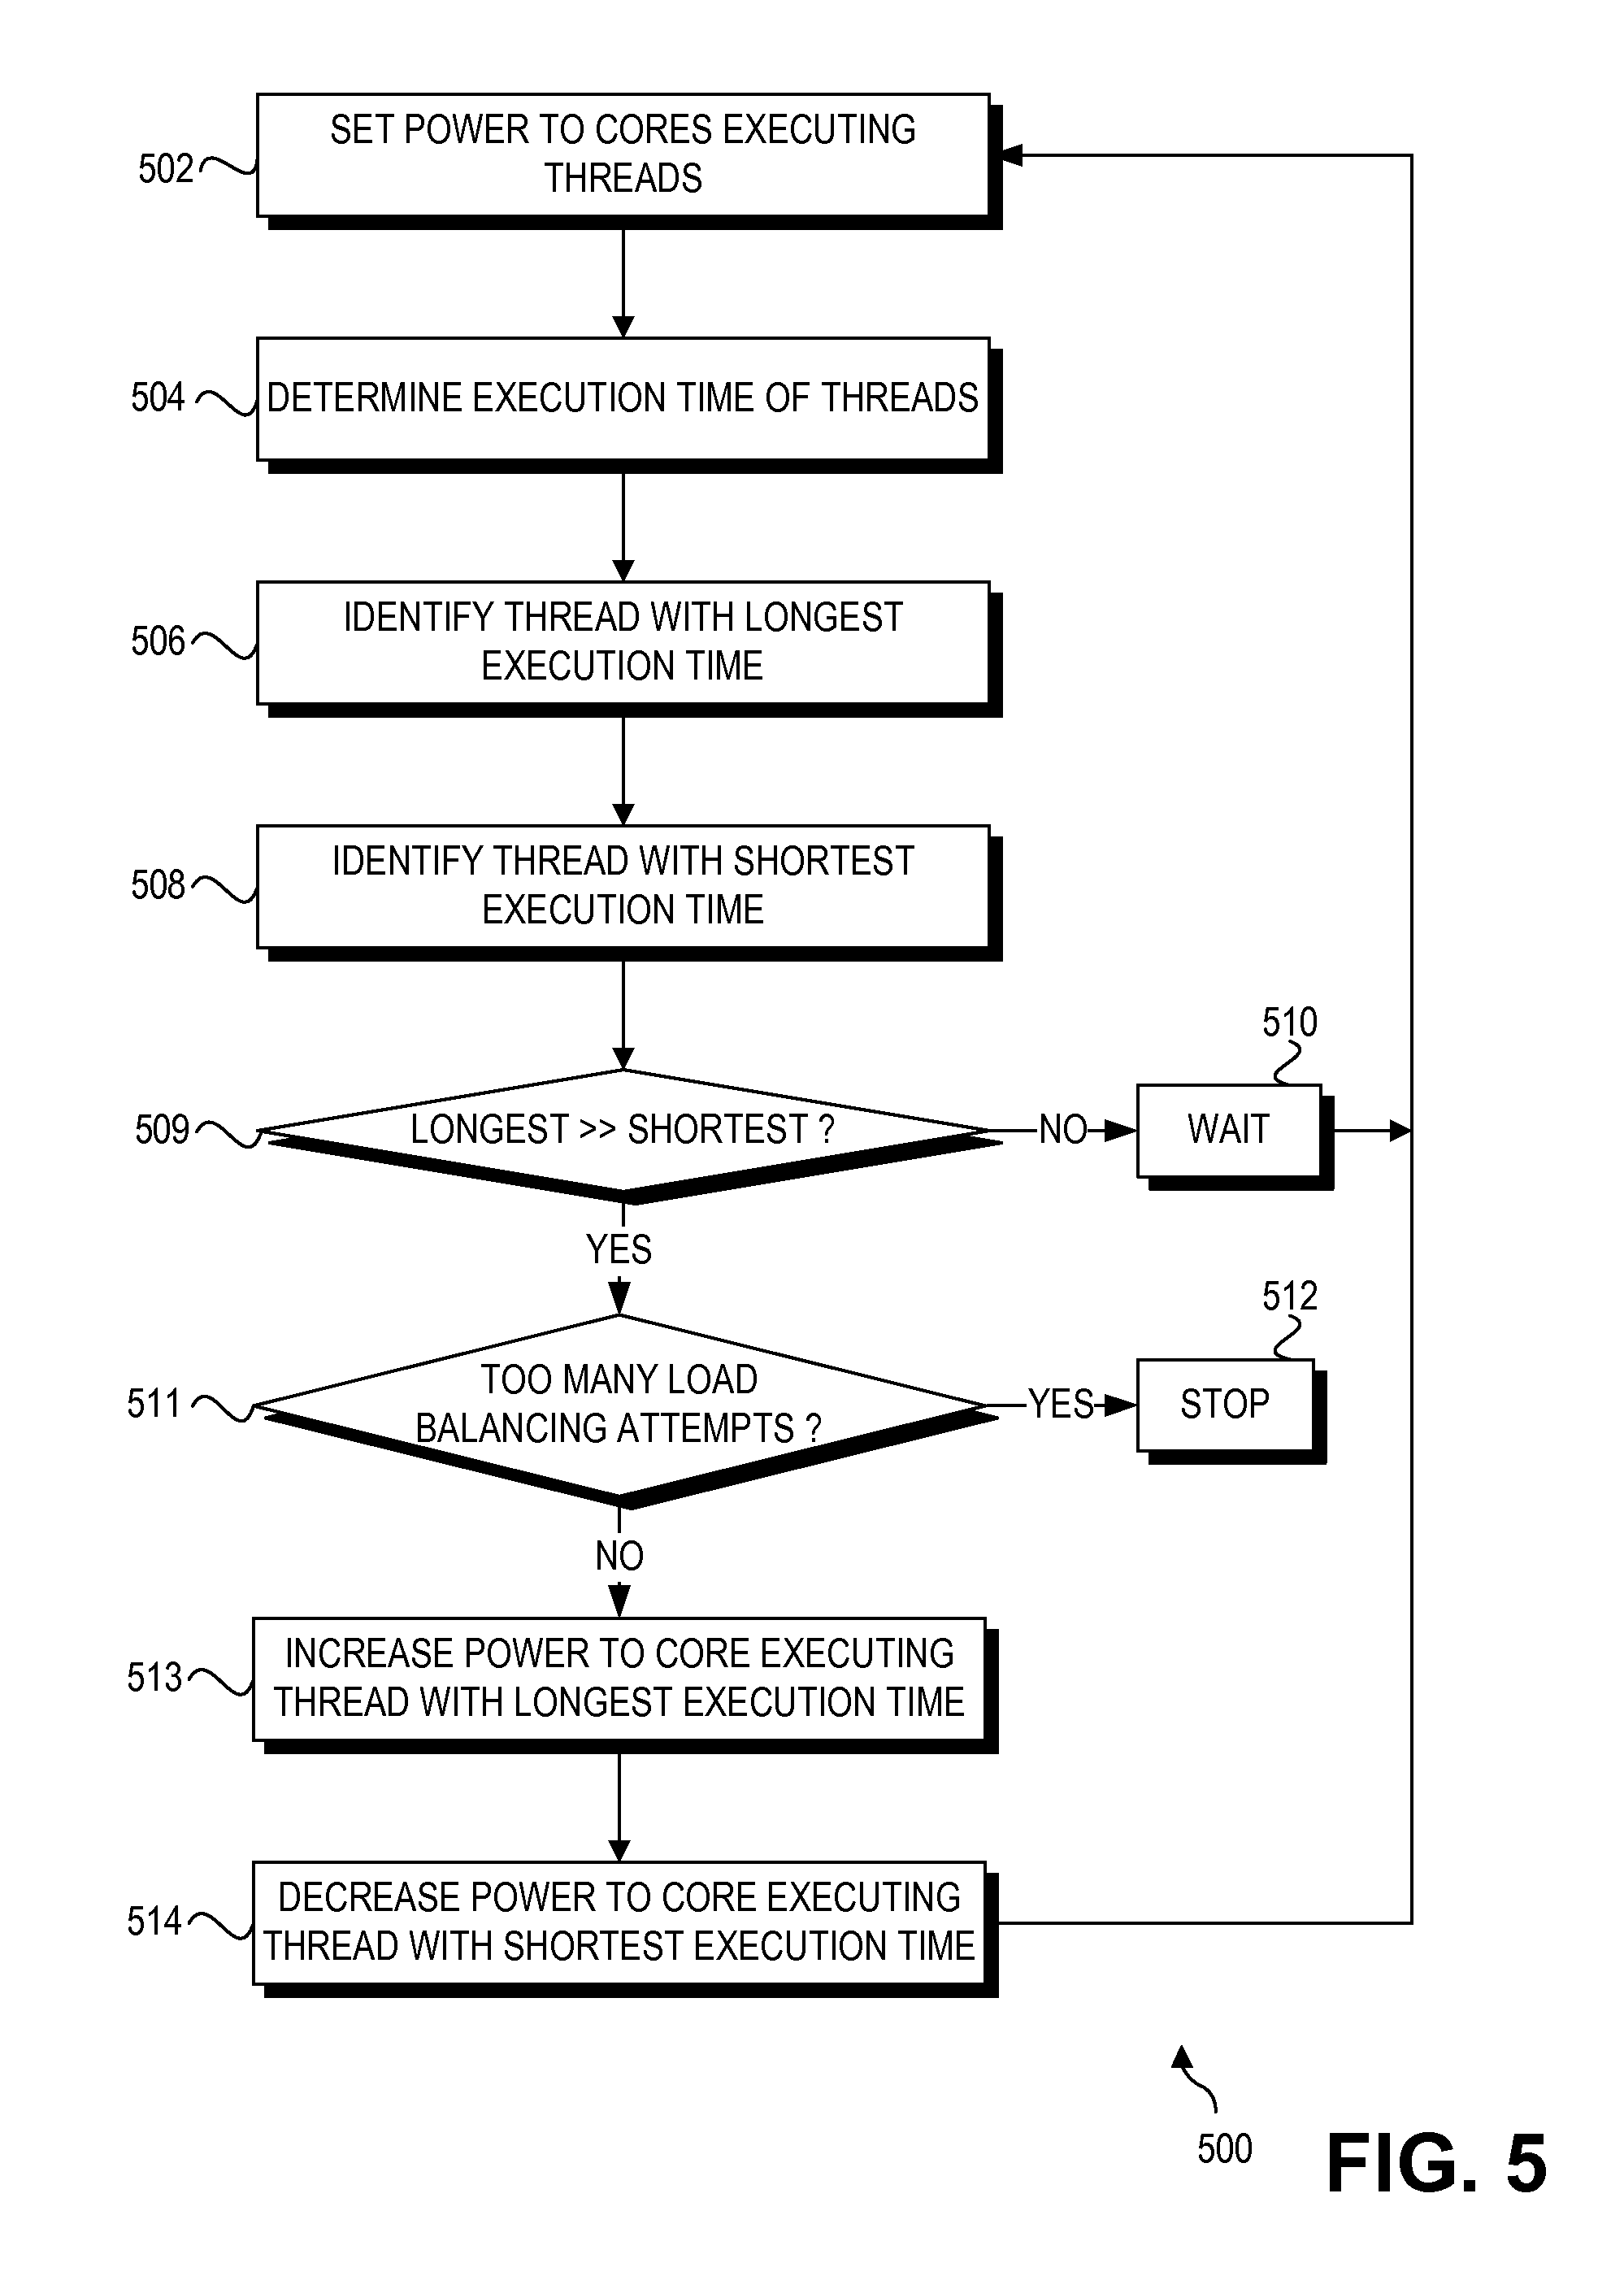 SET POWER TO CORES EXECUTING
THREADS
502
504
DETERMINE EXECUTION TIME OF THREADS
IDENTIFY THREAD WITH LONGEST
EXECUTION TIME
506
IDENTIFY THREAD WITH SHORTEST
EXECUTION TIME
508
510
509
LONGEST >> SHORTEST ?
NO
WAIT
YES
512
TOO MANY LOAD
BALANCING ATTEMPTS ?
511
YES
STOP
NO
INCREASE POWER TO CORE EXECUTING
THREAD WITH LONGEST EXECUTION TIME
513
DECREASE POWER TO CORE EXECUTING
THREAD WITH SHORTEST EXECUTION TIME
514
500
FIG. 5